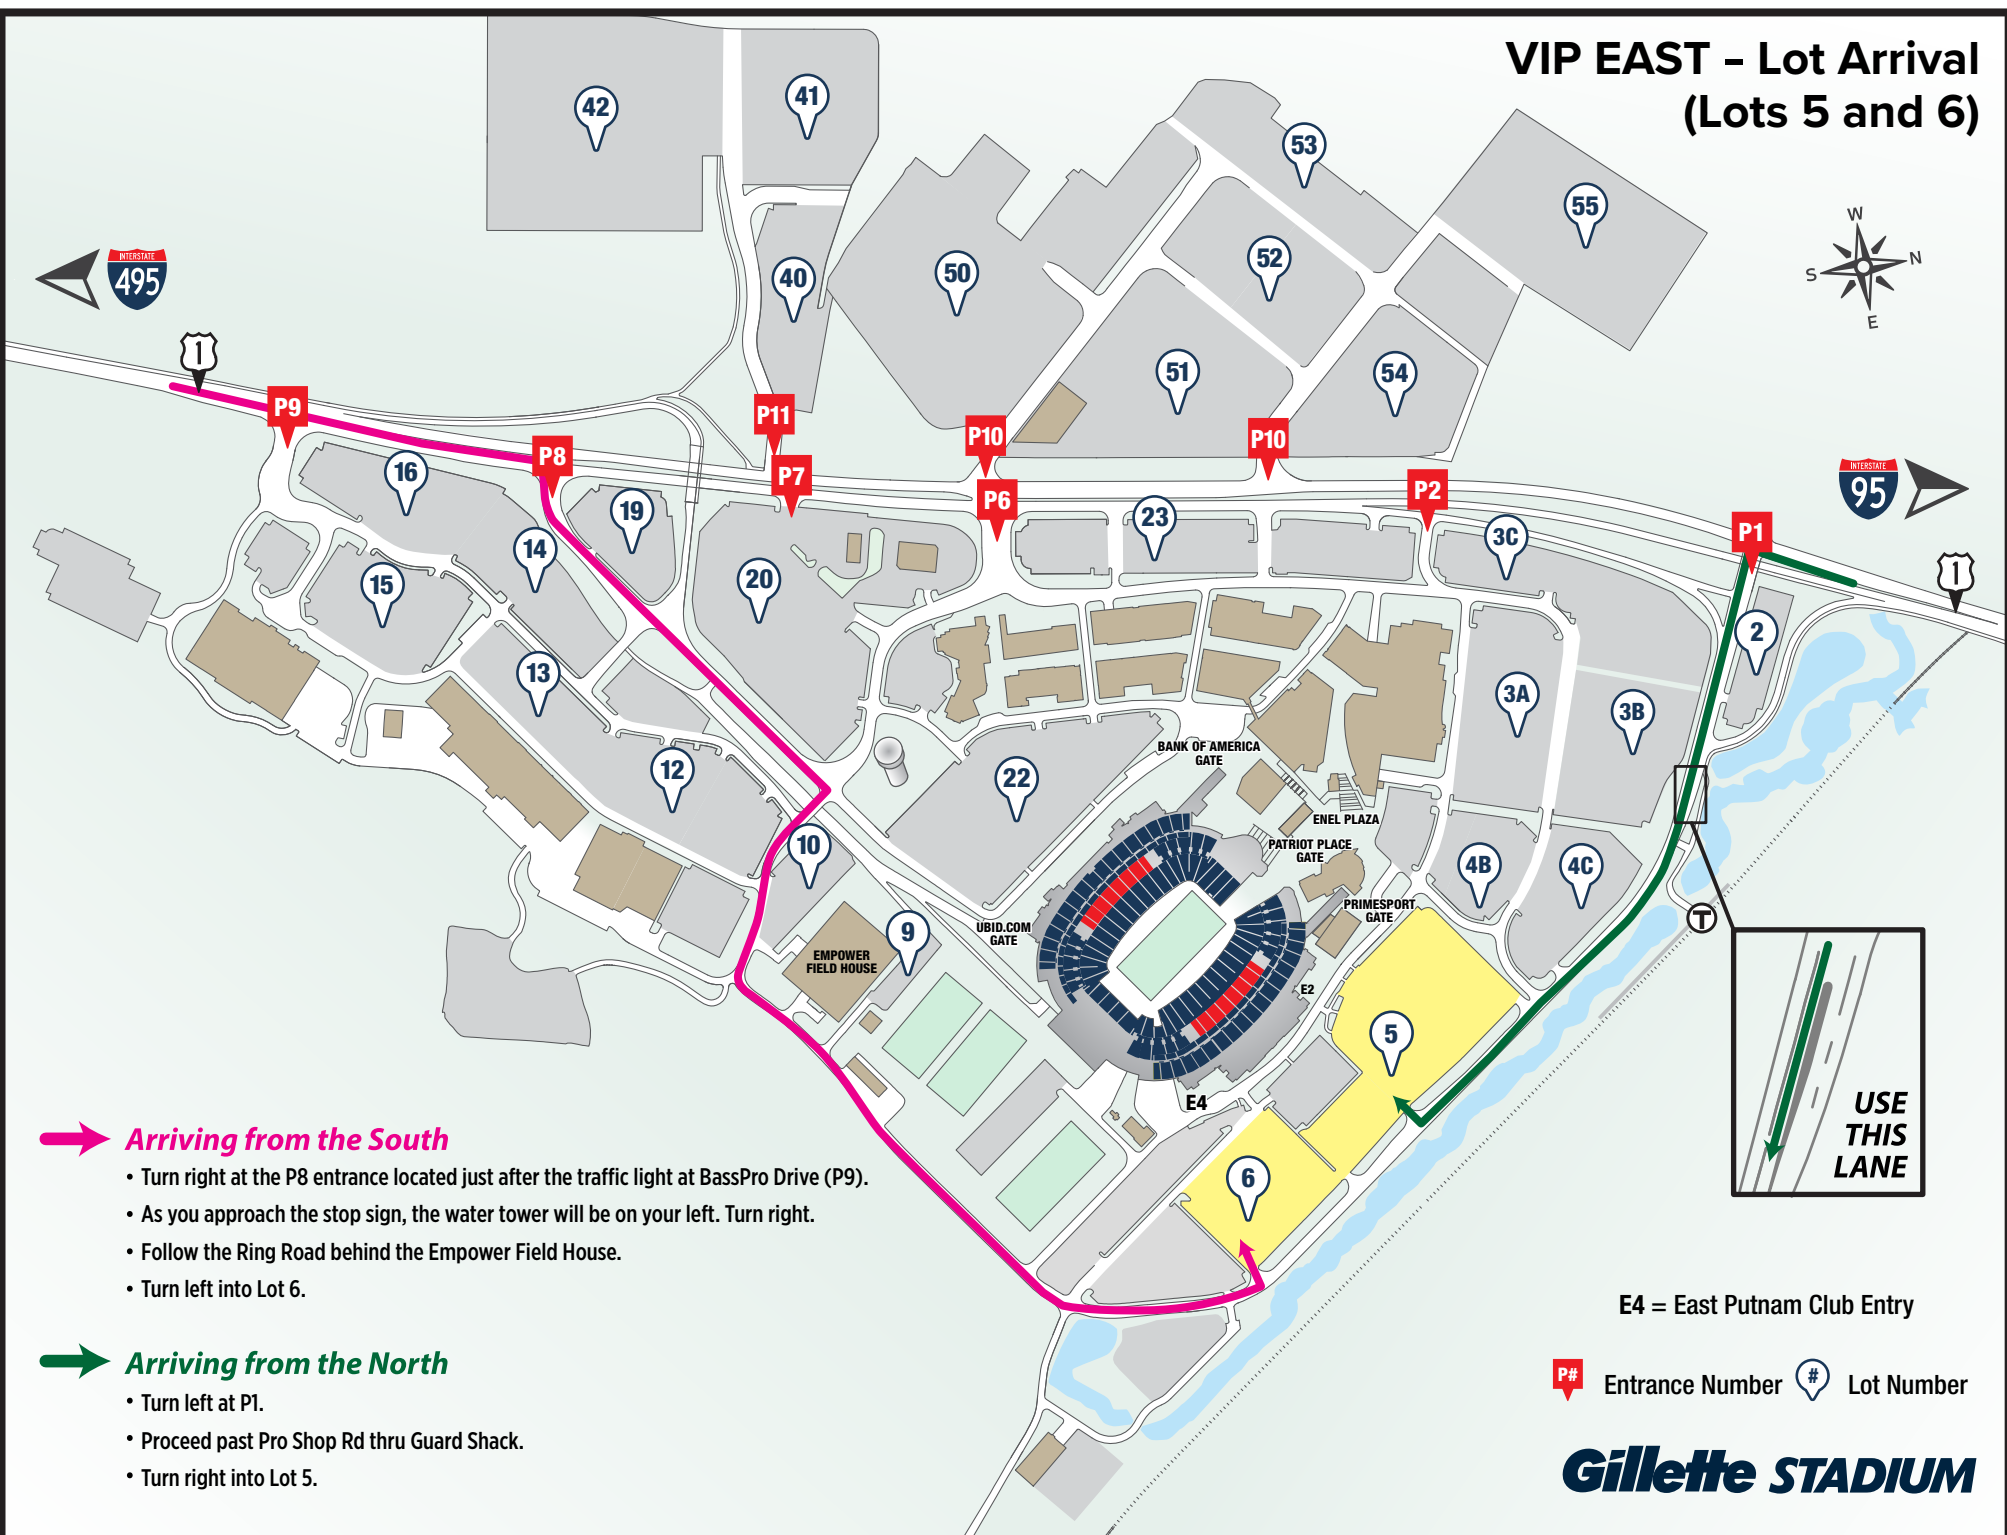 VIP EAST – Lot Arrival
(Lots 5 and 6)
42
41
53
55
W
N
S
E
INTERSTATE
495
40
50
52
1
51
54
P9
P11
P10
P10
P8
P7
P6
P2
INTERSTATE
95
P1
16
19
23
3C
14
15
20
1
2
13
3A
3B
12
22
BANK OF AMERICA
GATE
ENEL PLAZA
10
PATRIOT PLACE
GATE
4B
4C
PRIMESPORT
GATE
9
UBID.COM
GATE
T
EMPOWER
FIELD HOUSE
E2
5
E4
6
USE
THIS
LANE
Arriving from the South
• Turn right at the P8 entrance located just after the traffic light at BassPro Drive (P9).
• As you approach the stop sign, the water tower will be on your left. Turn right.
• Follow the Ring Road behind the Empower Field House.
• Turn left into Lot 6.
Arriving from the North
• Turn left at P1.
• Proceed past Pro Shop Rd thru Guard Shack.
• Turn right into Lot 5.
E4 = East Putnam Club Entry
P# Entrance Number # Lot Number
Gillette STADIUM